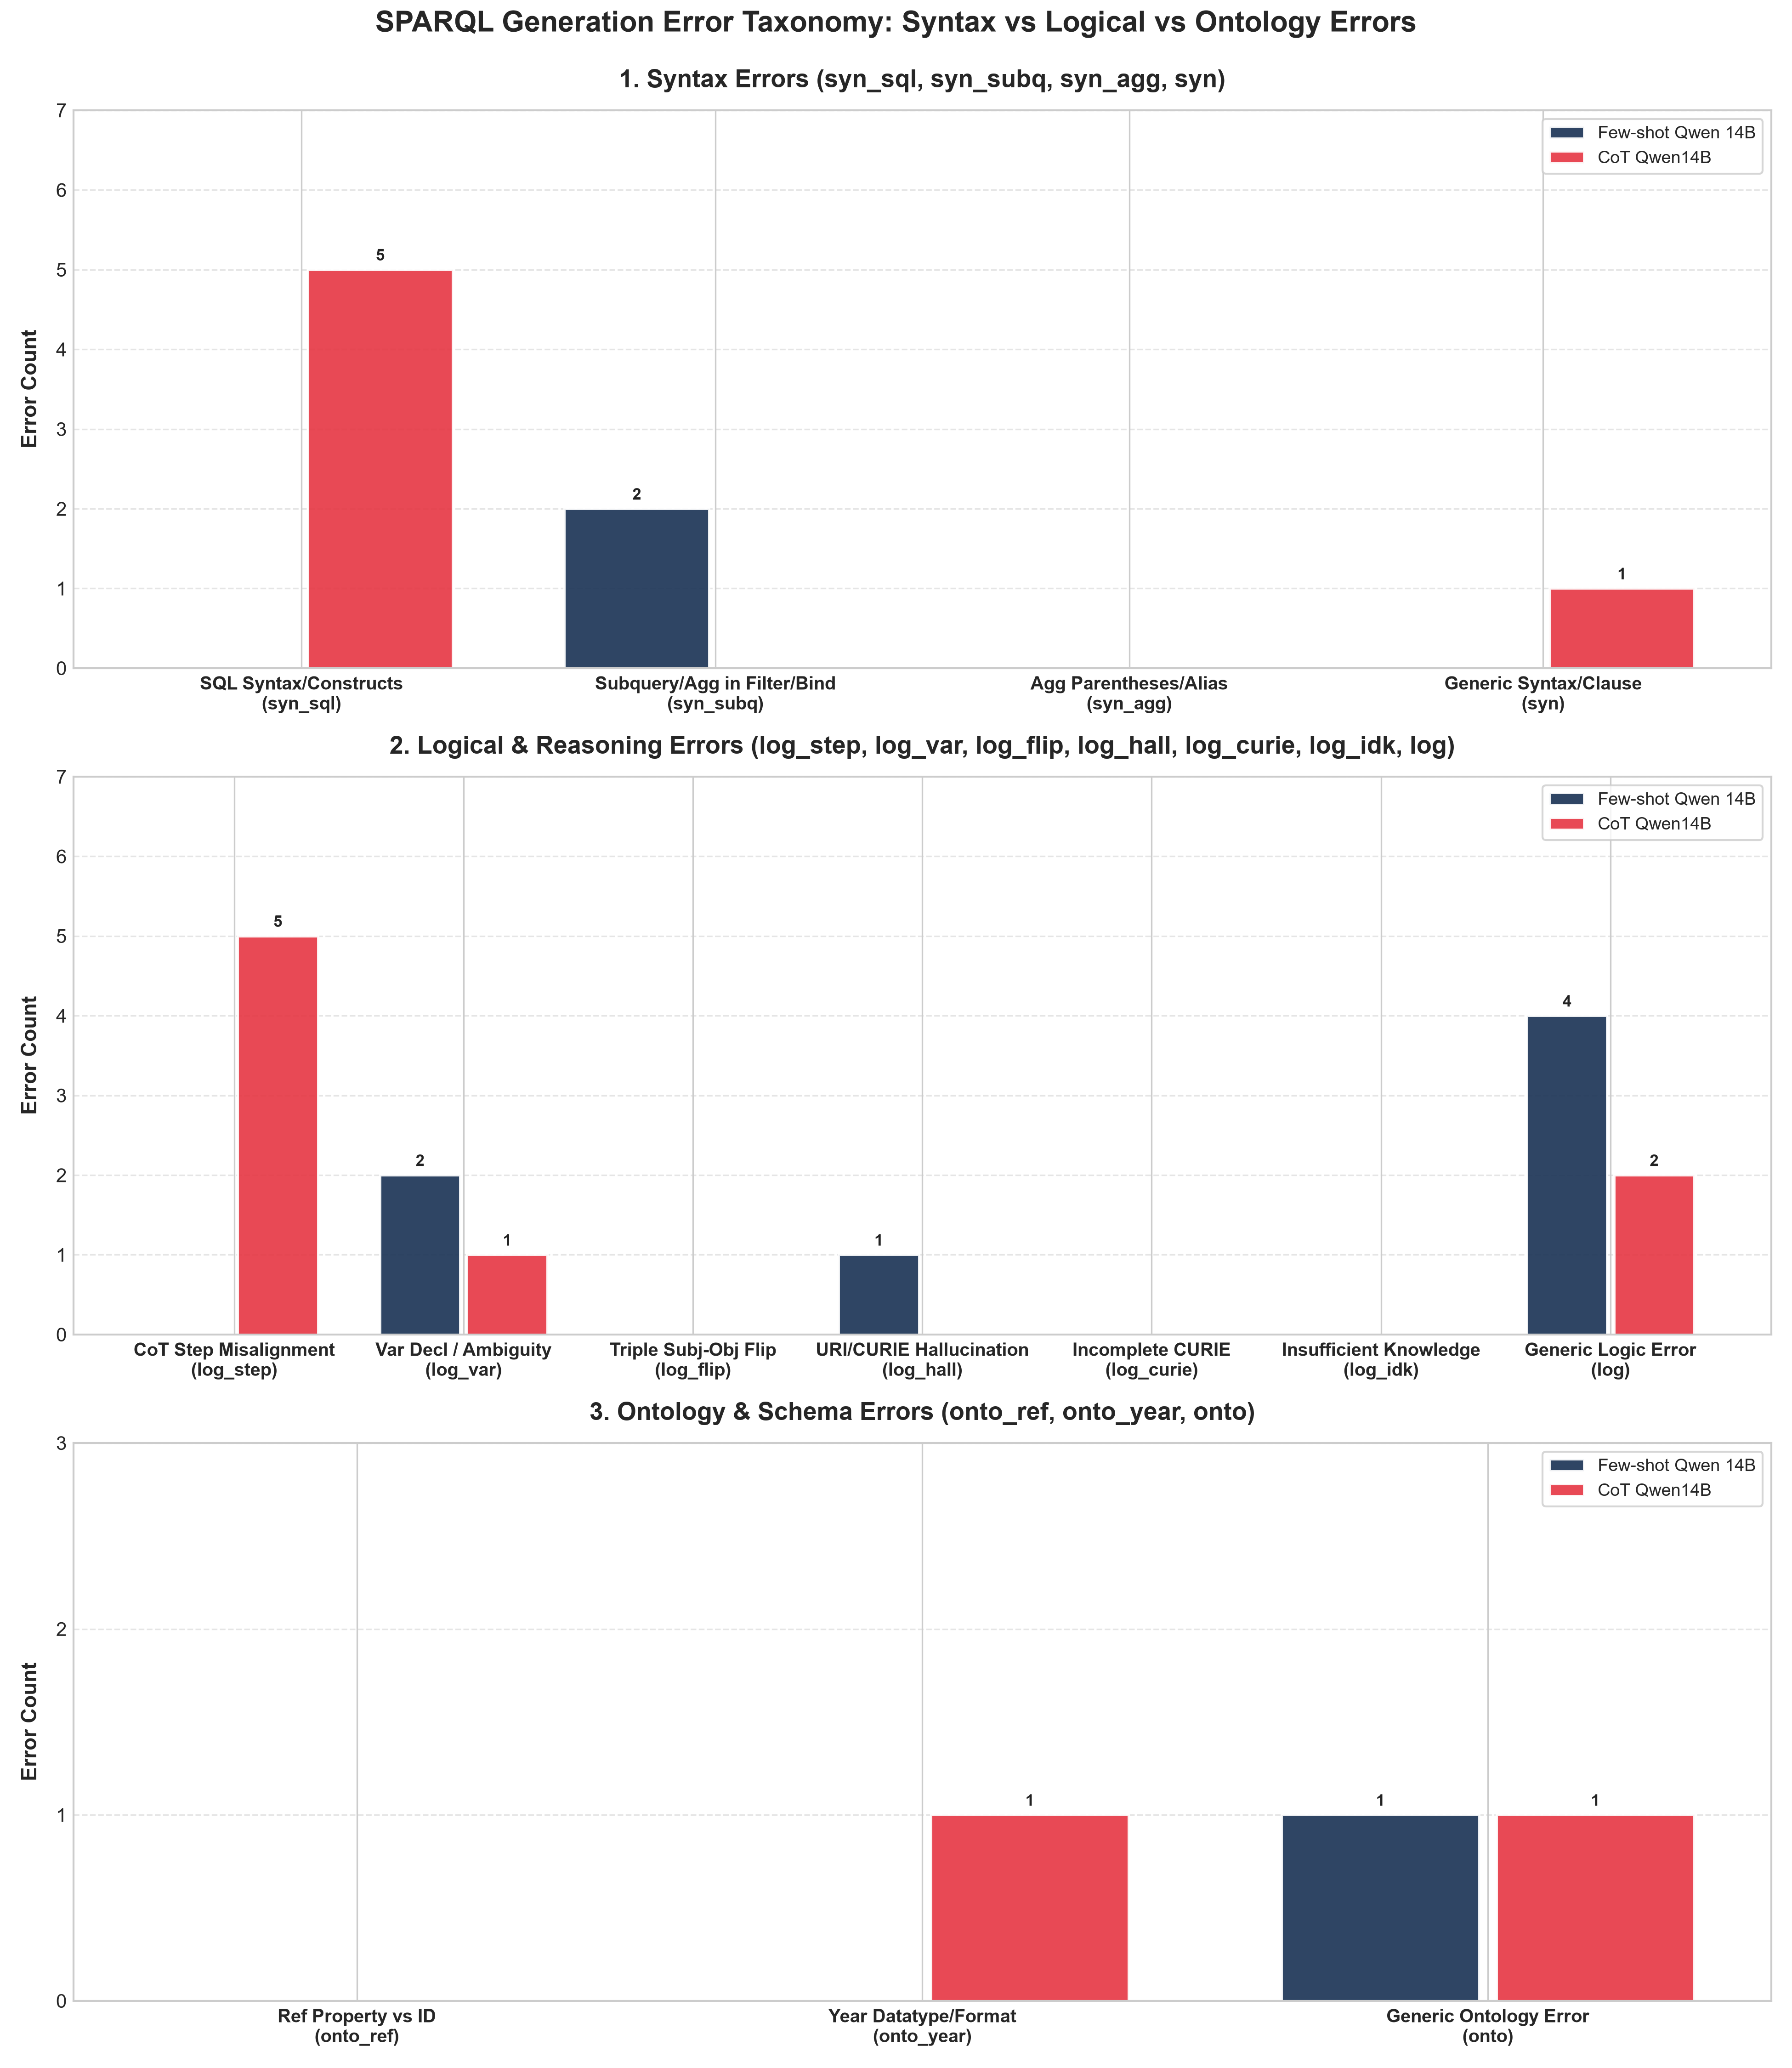 SPARQL Generation Error Taxonomy: Syntax vs Logical vs Ontology Errors
1. Syntax Errors (syn_sql, syn_subq, syn_agg, syn)
Few-shot Qwen 14B
CoT Qwen14B
Error Count
7
6
5
4
3
2
1
0
5
2
1
SQL Syntax/Constructs
(syn_sql)
Subquery/Agg in Filter/Bind
(syn_subq)
Agg Parentheses/Alias
(syn_agg)
Generic Syntax/Clause
(syn)
2. Logical & Reasoning Errors (log_step, log_var, log_flip, log_hall, log_curie, log_idk, log)
Few-shot Qwen 14B
CoT Qwen14B
Error Count
7
6
5
4
3
2
1
0
5
2
1
1
4
2
CoT Step Misalignment
(log_step)
Var Decl / Ambiguity
(log_var)
Triple Subj-Obj Flip
(log_flip)
URI/CURIE Hallucination
(log_hall)
Incomplete CURIE
(log_curie)
Insufficient Knowledge
(log_idk)
Generic Logic Error
(log)
3. Ontology & Schema Errors (onto_ref, onto_year, onto)
Few-shot Qwen 14B
CoT Qwen14B
Error Count
3
2
1
0
1
1
1
Ref Property vs ID
(onto_ref)
Year Datatype/Format
(onto_year)
Generic Ontology Error
(onto)